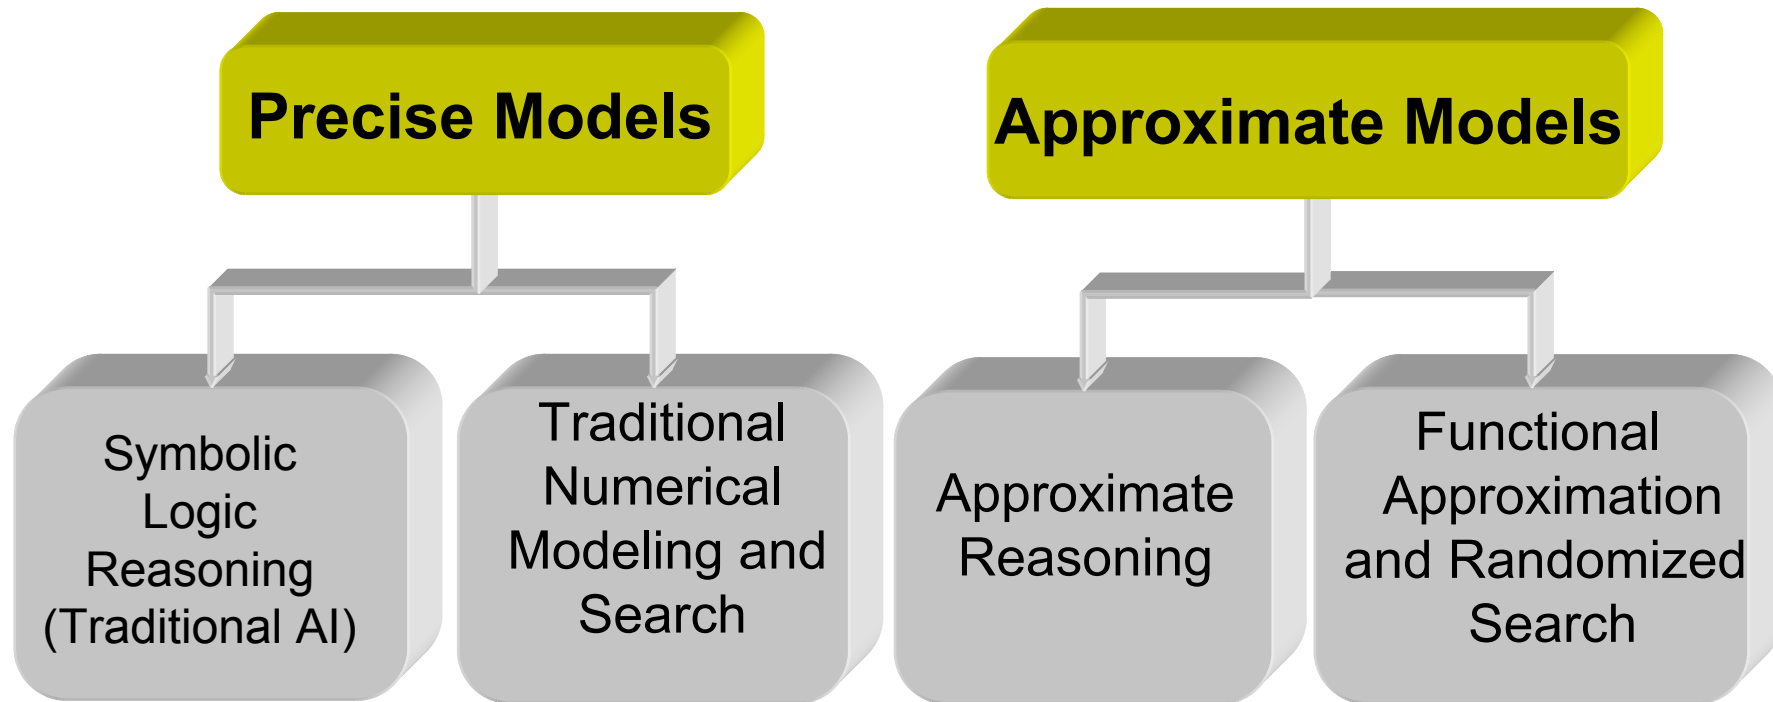 Precise Models
Approximate Models
Symbolic
Logic
Reasoning
(Traditional AI)
Traditional
Numerical
Modeling and
Search
Approximate
Reasoning
Functional
Approximation
and Randomized
Search